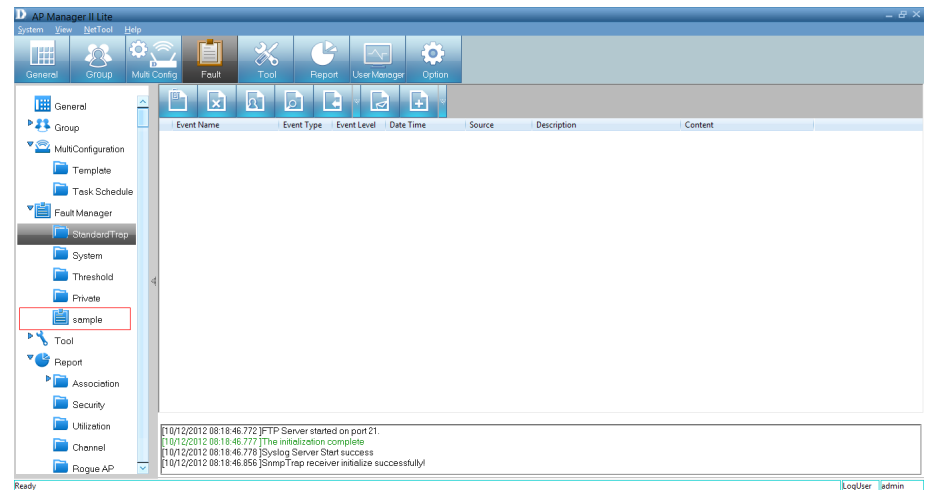 AP Manager II Lite
System View NetTool Help
General Group Multi Config Fault Tool Report User Manager Option
General
Group
MultiConfiguration
Template
Task Schedule
Fault Manager
StandardTrap
System
Threshold
Private
sample
Tool
Report
Association
Security
Utilization
Channel
Rogue AP
Event Name Event Type Event Level Date Time Source Description Content
[10/12/2012 08:18:46.772 ]FTP Server started on port 21.
[10/12/2012 08:18:46.777 ]The initialization complete
[10/12/2012 08:18:46.778 ]Syslog Server Start success
[10/12/2012 08:18:46.856 ]SnmpTrap receiver initialize successfully!
Ready LogUser admin